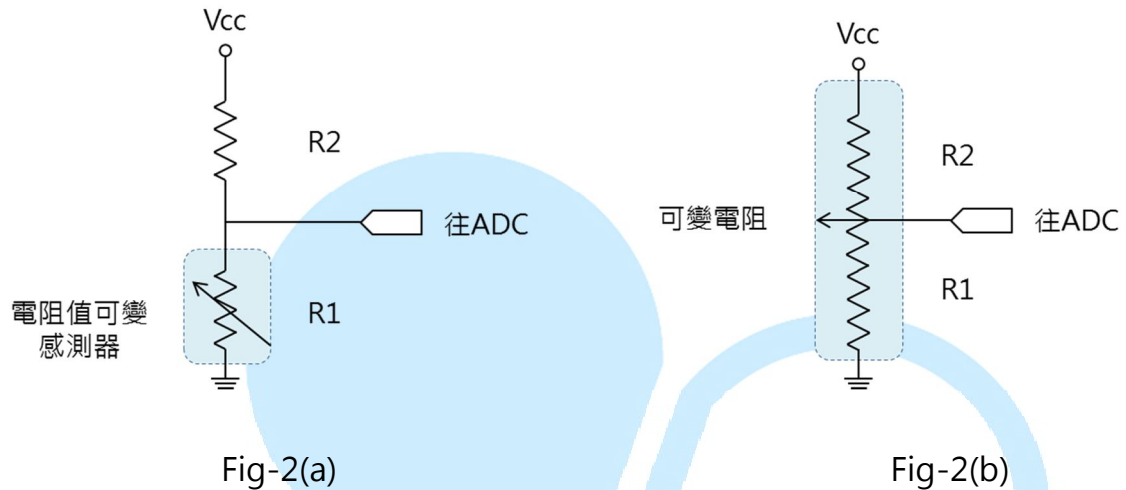 Vcc
R2
往ADC
電阻值可變
感測器
R1
Fig-2(a)
Vcc
R2
可變電阻
往ADC
R1
Fig-2(b)